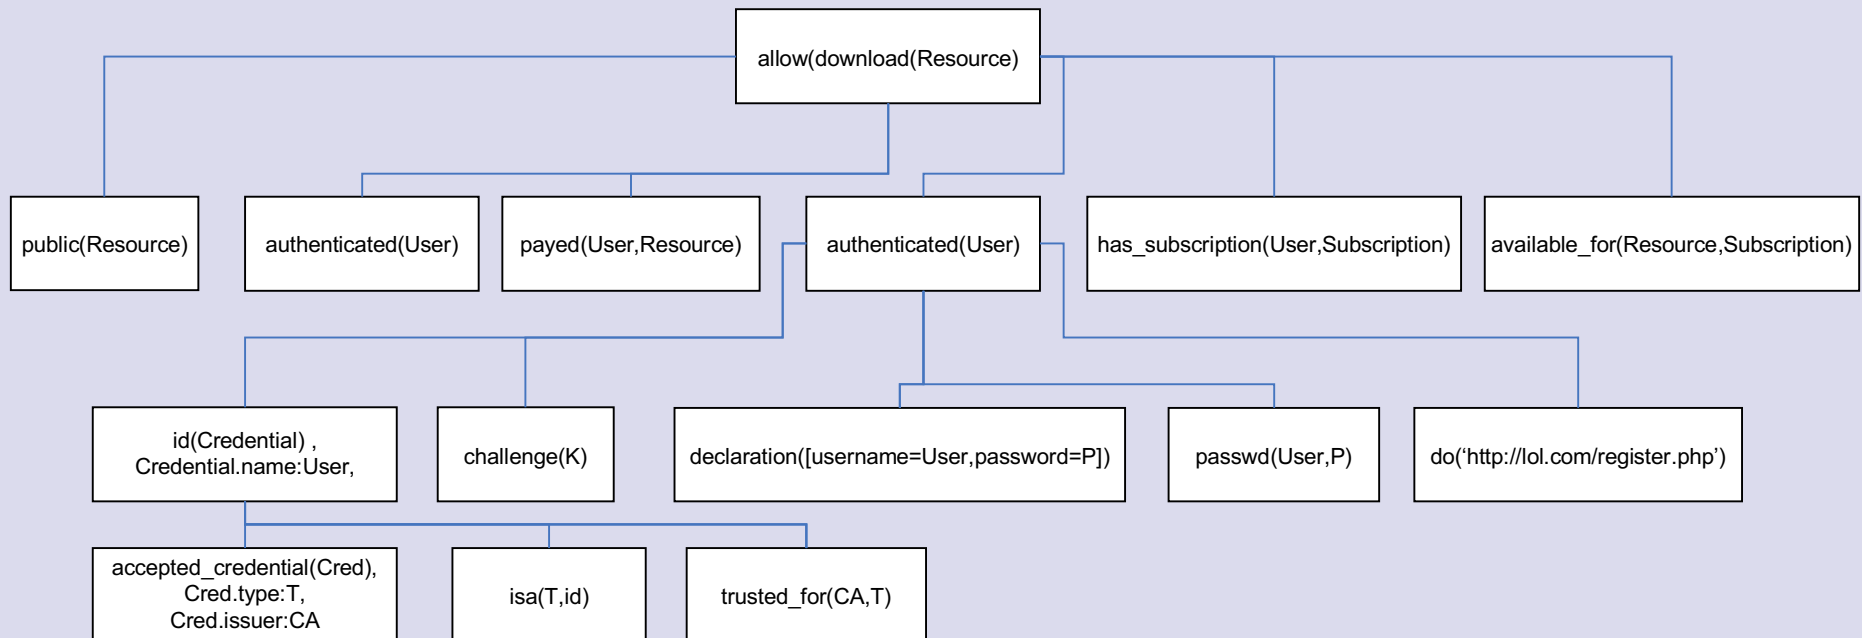 allow(download(Resource)
public(Resource)
authenticated(User)
payed(User,Resource)
authenticated(User)
has_subscription(User,Subscription)
available_for(Resource,Subscription)
id(Credential) ,
Credential.name:User,
challenge(K)
declaration([username=User,password=P])
passwd(User,P)
do(‘http://lol.com/register.php’)
accepted_credential(Cred),
Cred.type:T,
Cred.issuer:CA
isa(T,id)
trusted_for(CA,T)